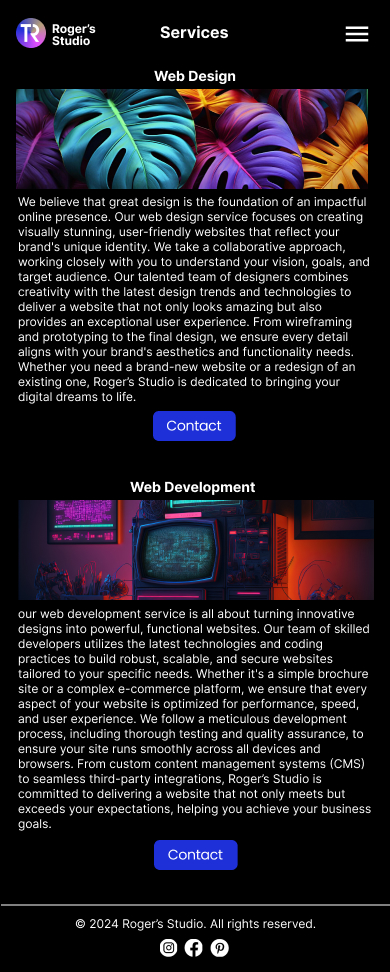 TR
Roger’s
Studio
Services
Web Design
We believe that great design is the foundation of an impactful
online presence. Our web design service focuses on creating
visually stunning, user-friendly websites that reflect your
brand's unique identity. We take a collaborative approach,
working closely with you to understand your vision, goals, and
target audience. Our talented team of designers combines
creativity with the latest design trends and technologies to
deliver a website that not only looks amazing but also
provides an exceptional user experience. From wireframing
and prototyping to the final design, we ensure every detail
aligns with your brand's aesthetics and functionality needs.
Whether you need a brand-new website or a redesign of an
existing one, Roger’s Studio is dedicated to bringing your
digital dreams to life.
Contact
Web Development
our web development service is all about turning innovative
designs into powerful, functional websites. Our team of skilled
developers utilizes the latest technologies and coding
practices to build robust, scalable, and secure websites
tailored to your specific needs. Whether it's a simple brochure
site or a complex e-commerce platform, we ensure that every
aspect of your website is optimized for performance, speed,
and user experience. We follow a meticulous development
process, including thorough testing and quality assurance, to
ensure your site runs smoothly across all devices and
browsers. From custom content management systems (CMS)
to seamless third-party integrations, Roger’s Studio is
committed to delivering a website that not only meets but
exceeds your expectations, helping you achieve your business
goals.
Contact
© 2024 Roger’s Studio. All rights reserved.